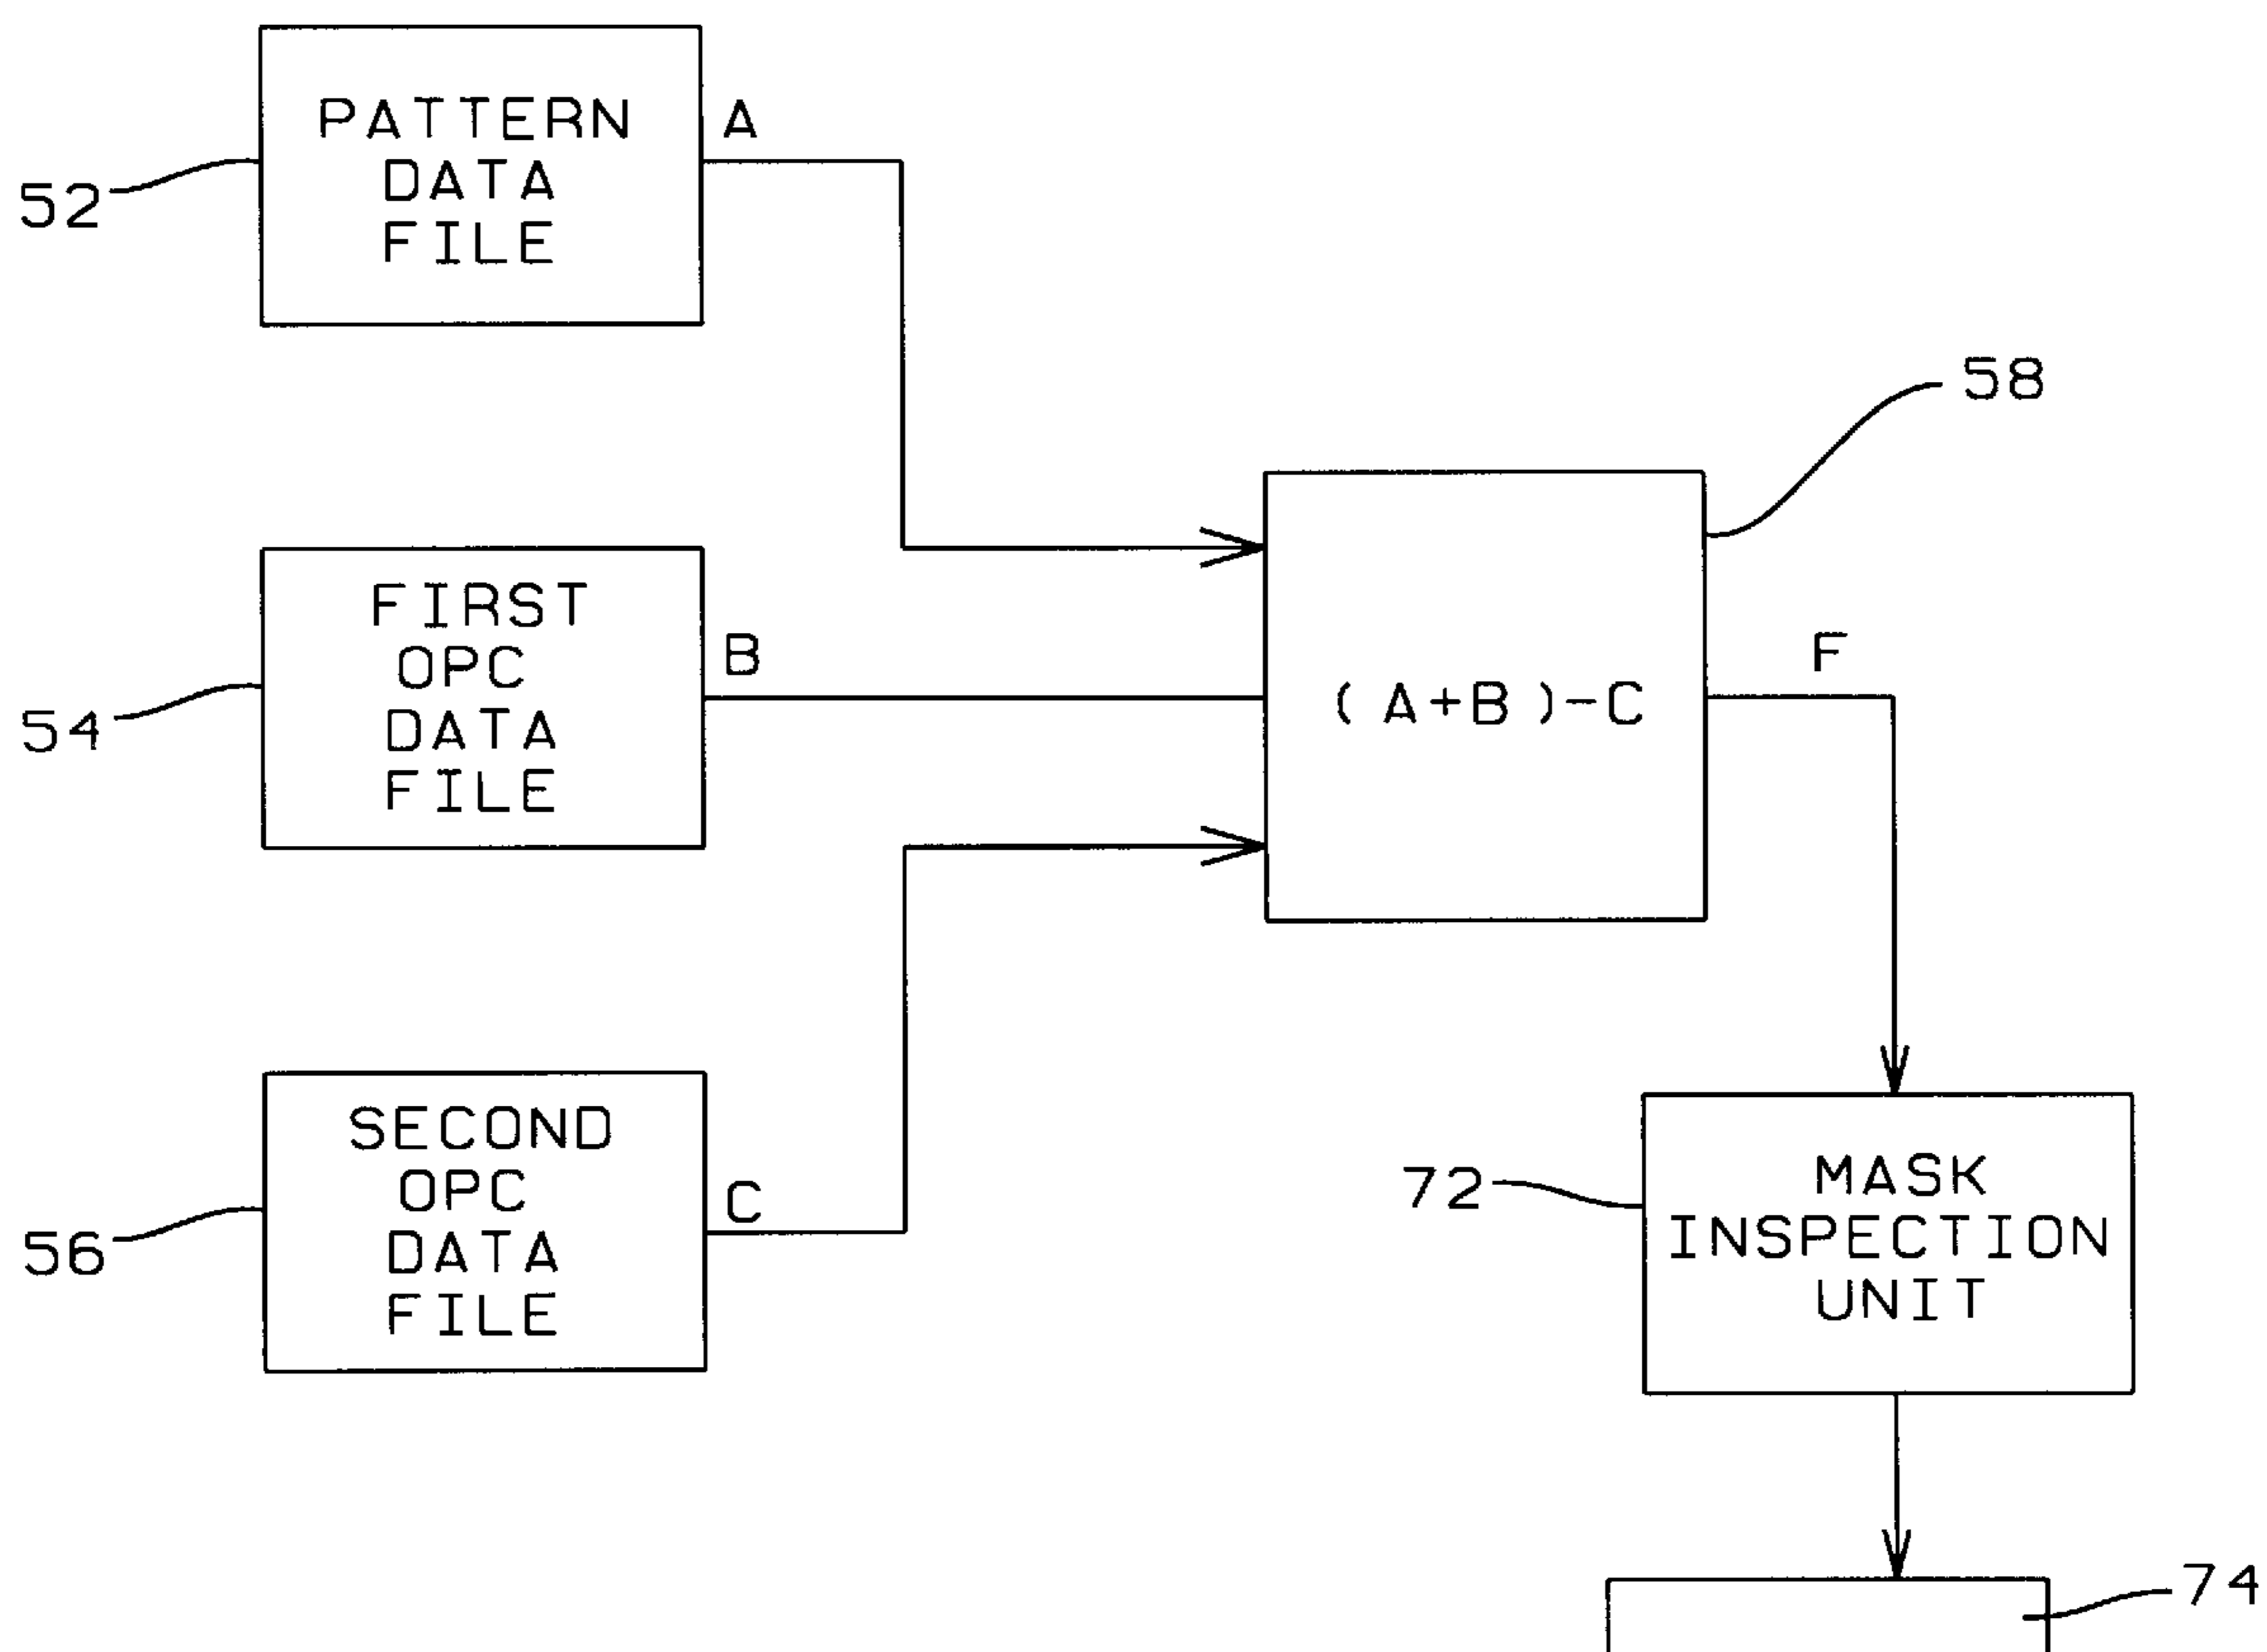 PATTERN
DATA
FILE
A
52
58
FIRST
OPC
DATA
FILE
B
54
(A+B)-C
F
SECOND
OPC
DATA
FILE
C
56
MASK
INSPECTION
UNIT
72
74